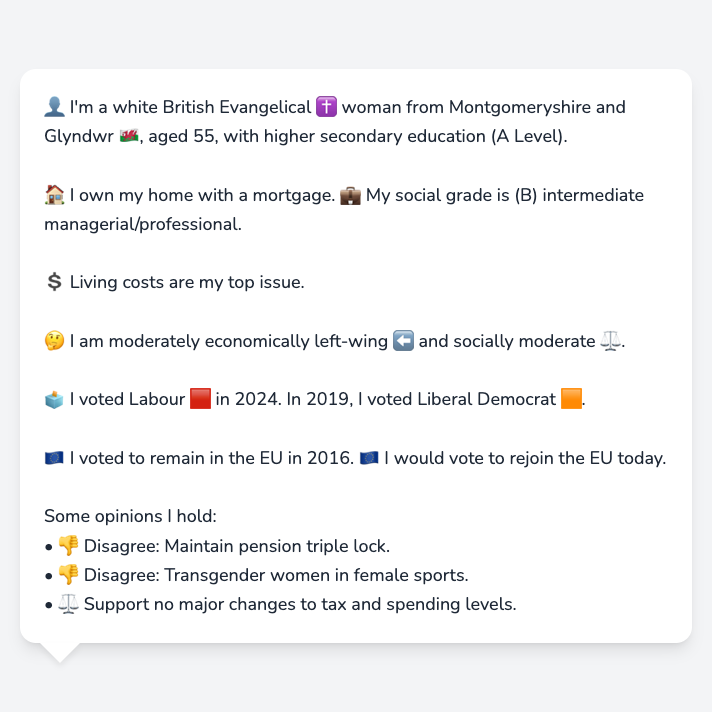 👤 I'm a white British Evangelical ✝️ woman from Montgomeryshire and
Glyndwr 🏴󠁧󠁢󠁷󠁬󠁳󠁿, aged 55, with higher secondary education (A Level).
🏠 I own my home with a mortgage. 💼 My social grade is (B) intermediate
managerial/professional.
💲 Living costs are my top issue.
🤔 I am moderately economically left-wing ⬅️ and socially moderate ⚖️.
🗳️ I voted Labour 🟥 in 2024. In 2019, I voted Liberal Democrat 🟧.
🇪🇺 I voted to remain in the EU in 2016. 🇪🇺 I would vote to rejoin the EU today.
Some opinions I hold:
• 👎 Disagree: Maintain pension triple lock.
• 👎 Disagree: Transgender women in female sports.
• ⚖️ Support no major changes to tax and spending levels.